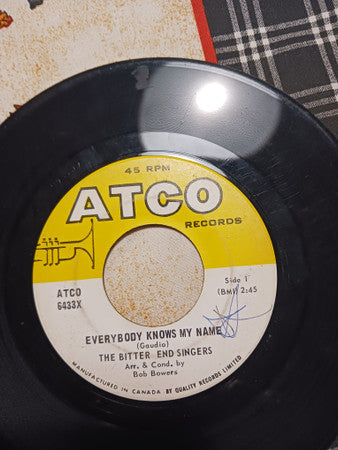 45 RPM
ATCO
RECORDS
ATCO
6433X
Side 1
(BMI) 2:45
EVERYBODY KNOWS MY NAME
(Gaudio)
THE BITTER END SINGERS
Arr. & Cond. by
Bob Bowers
MANUFACTURED IN CANADA BY QUALITY RECORDS LIMITED